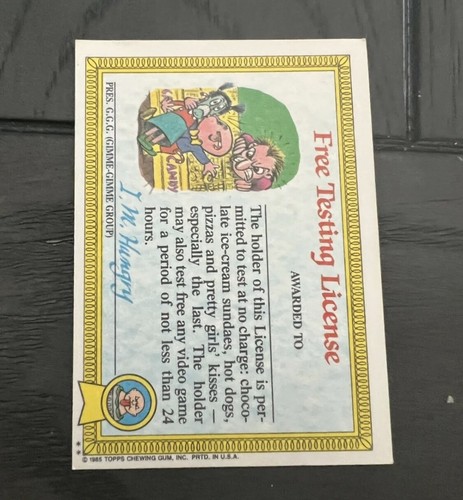 Free Testing License
AWARDED TO
CANDY
The holder of this License is per-
mitted to test at no charge: choco-
late ice-cream sundaes, hot dogs,
pizzas and pretty girls' kisses —
especially the last. The holder
may also test free any video game
for a period of not less than 24
hours.
I. M. Hungry
PRES. G.G.G. (GIMME-GIMME GROUP)
** © 1985 TOPPS CHEWING GUM, INC. PRTD. IN U.S.A.